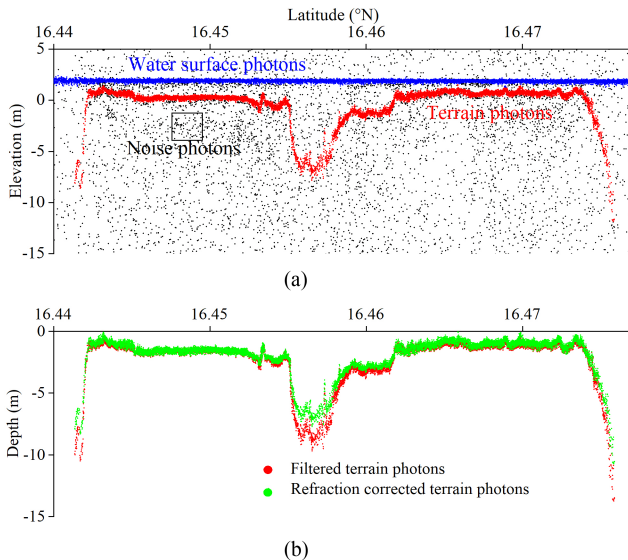 Latitude (°N)
16.44 16.45 16.46 16.47
5
Water surface photons
0
Terrain photons
Noise photons
-5
-10
-15
Elevation (m)
(a)
16.44 16.45 16.46 16.47
0
-5
-10
-15
Depth (m)
Filtered terrain photons
Refraction corrected terrain photons
(b)